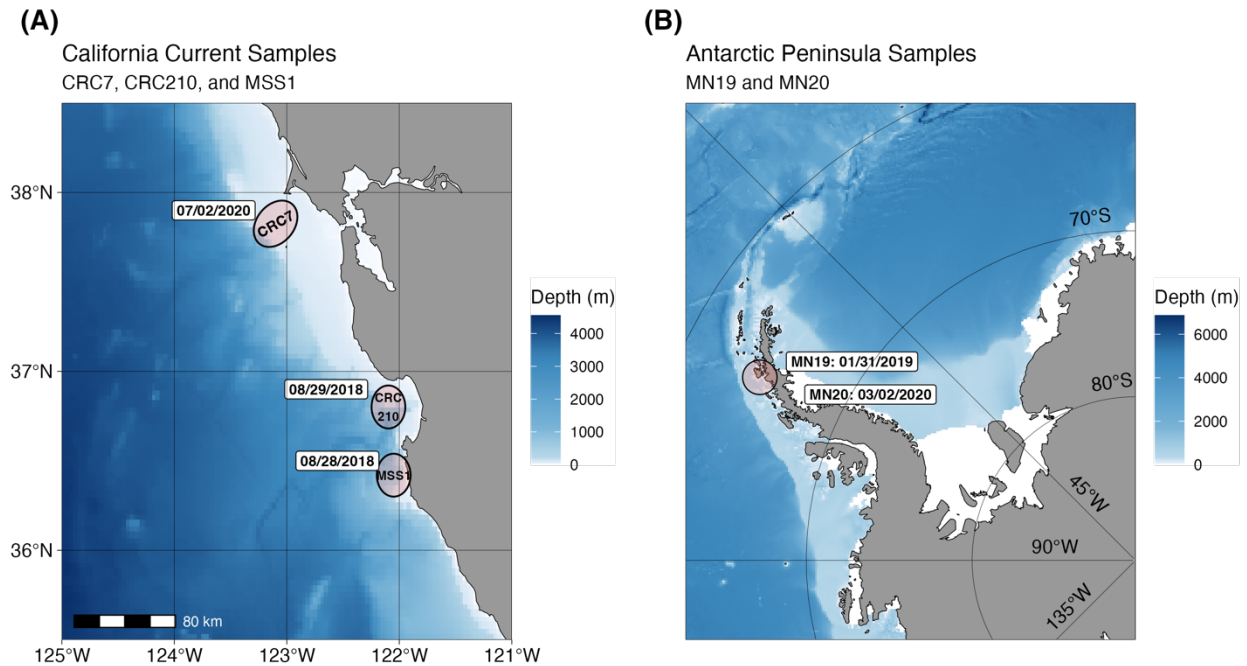 (A)
California Current Samples
CRC7, CRC210, and MSS1
38°N
37°N
36°N
125°W
124°W
123°W
122°W
121°W
07/02/2020
CRC7
08/29/2018
CRC
210
08/28/2018
MSS1
80 km
Depth (m)
4000
3000
2000
1000
0
(B)
Antarctic Peninsula Samples
MN19 and MN20
70°S
MN19: 01/31/2019
MN20: 03/02/2020
80°S
45°W
90°W
135°W
Depth (m)
6000
4000
2000
0